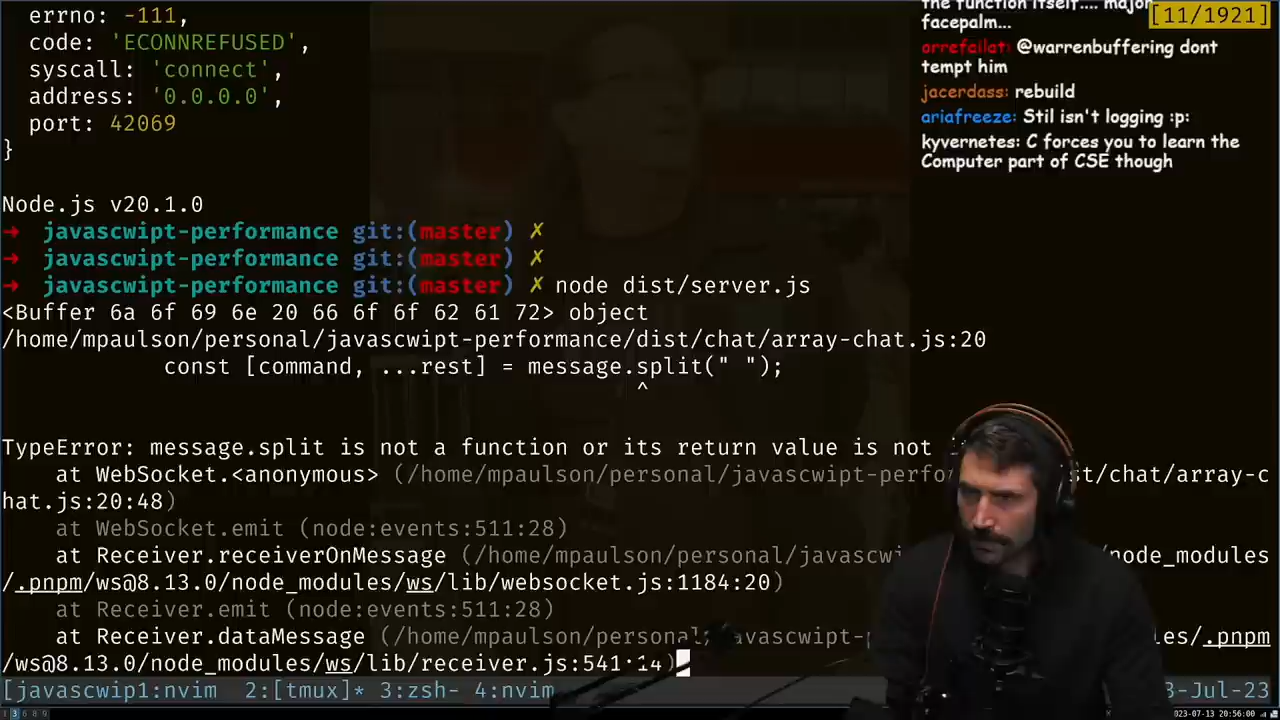 errno: -111,
code: 'ECONNREFUSED',
syscall: 'connect',
address: '0.0.0.0',
port: 42069
}
Node.js v20.1.0
→ javascwipt-performance git:(master) ✗
→ javascwipt-performance git:(master) ✗
→ javascwipt-performance git:(master) ✗ node dist/server.js
<Buffer 6a 6f 69 6e 20 66 6f 6f 62 61 72> object
/home/mpaulson/personal/javascwipt-performance/dist/chat/array-chat.js:20
const [command, ...rest] = message.split(" ");
^
TypeError: message.split is not a function or its return value is not
at WebSocket.<anonymous> (/home/mpaulson/personal/javascwipt-perfo st/chat/array-c
hat.js:20:48)
at WebSocket.emit (node:events:511:28)
at Receiver.receiverOnMessage (/home/mpaulson/personal/javascwi node_modules
/.pnpm/ws@8.13.0/node_modules/ws/lib/websocket.js:1184:20)
at Receiver.emit (node:events:511:28)
at Receiver.dataMessage (/home/mpaulson/personal/javascwipt- les/.pnpm
/ws@8.13.0/node_modules/ws/lib/receiver.js:541:14)
[javascwip1:nvim 2:[tmux]* 3:zsh- 4:nvim 3-Jul-23
023-07-13 20:56:00
the function itself.... major
facepalm...
[11/1921]
orrefailat: @warrenbuffering dont
tempt him
jacerdass: rebuild
ariafreeze: Stil isn't logging :p:
kyvernetes: C forces you to learn the
Computer part of CSE though